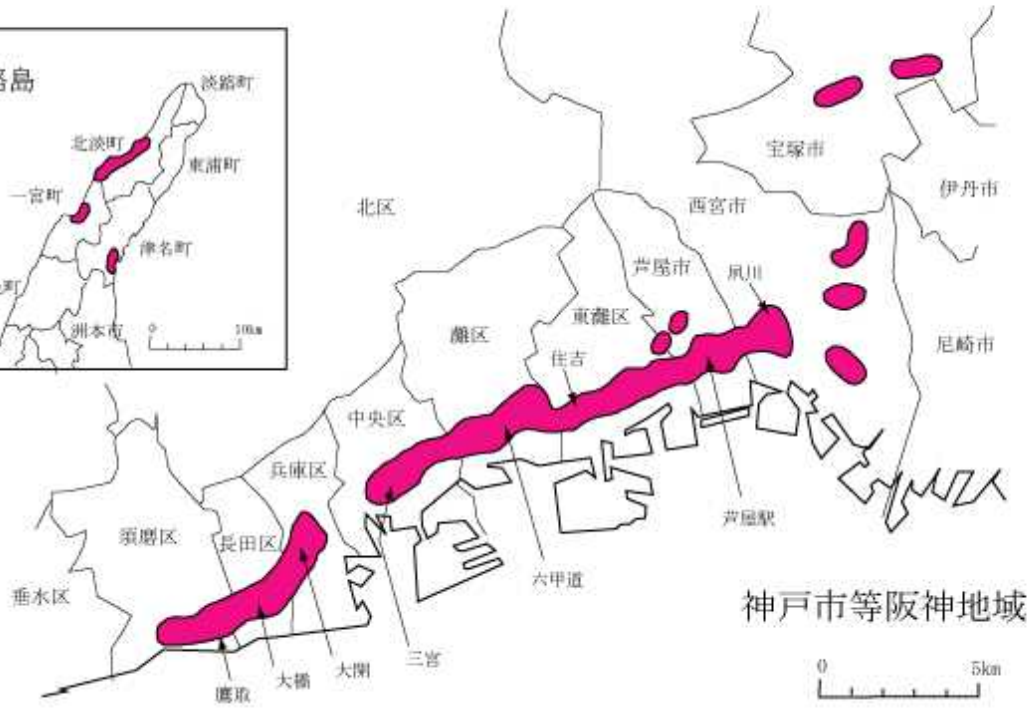 路島
淡路町
北淡町
東浦町
一宮町
津名町
町
洲本市
0 10km
宝塚市
伊丹市
北区
西宮市
芦屋市
夙川
東灘区
灘区
住吉
尼崎市
中央区
兵庫区
須磨区
長田区
芦屋駅
垂水区
六甲道
三宮
大開
大橋
鷹取
神戸市等阪神地域
0 5km